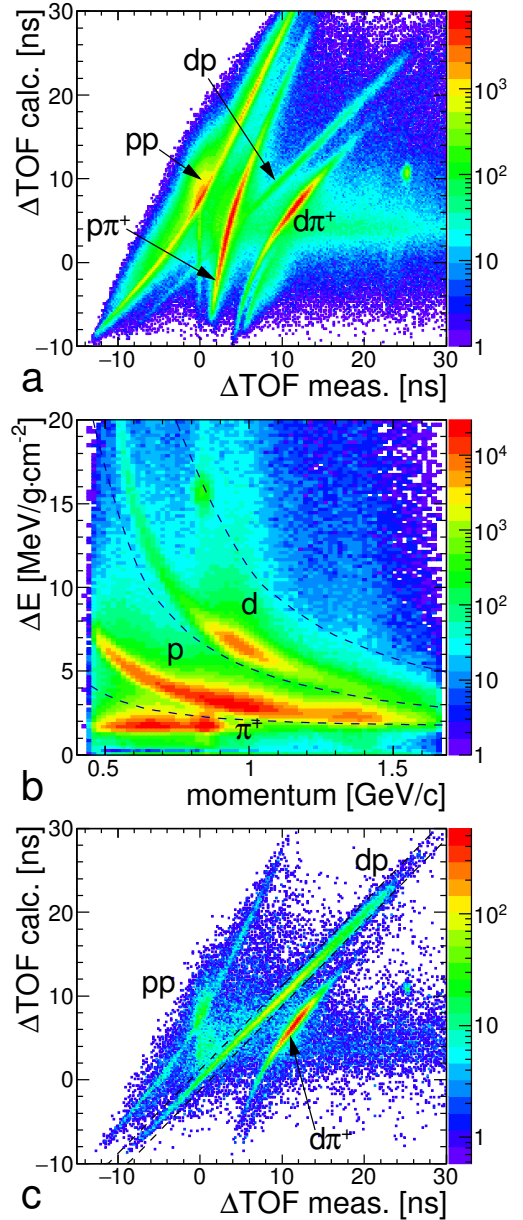 30
ΔTOF calc. [ns]
dp
20
10³
pp
10
10²
pπ⁺
dπ⁺
0
10
−10
1
−10 0 10 20 30
a
ΔTOF meas. [ns]
20
ΔE [MeV/g·cm⁻²]
10⁴
15
10³
10
d
10²
p
5
10
π⁺
0
1
0.5 1 1.5
b
momentum [GeV/c]
30
ΔTOF calc. [ns]
dp
20
10²
pp
10
10
0
dπ⁺
1
−10
−10 0 10 20 30
c
ΔTOF meas. [ns]